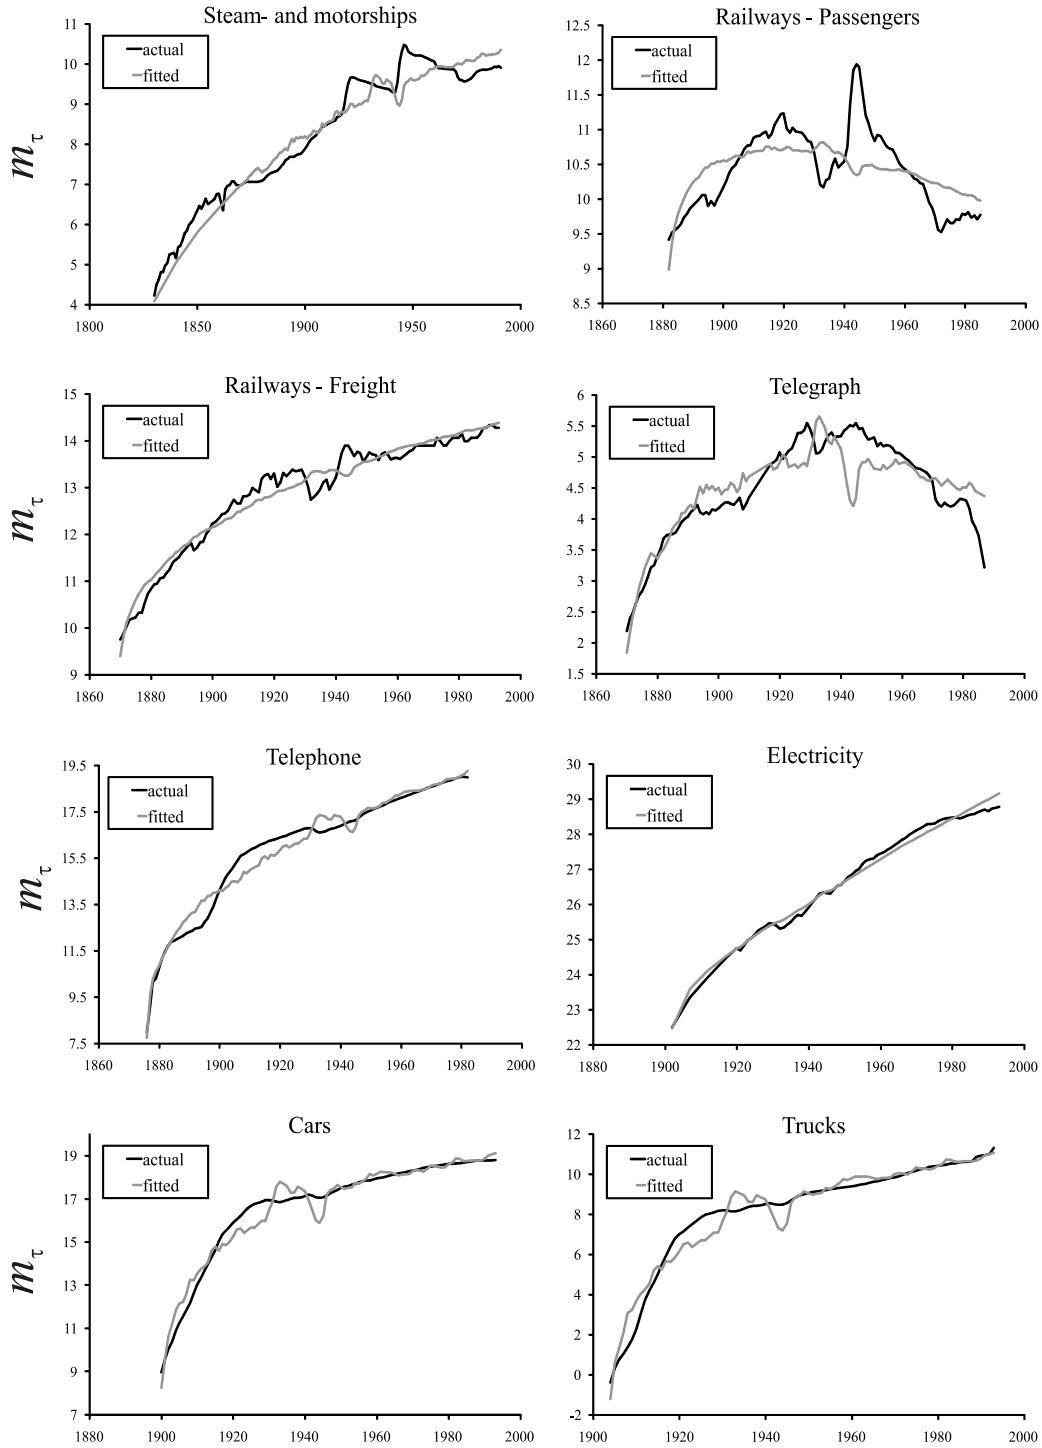 Steam- and motorships
11
10
9
8
7
6
5
4
actual
fitted
mτ
1800 1850 1900 1950 2000
Railways - Passengers
12.5
12
11.5
11
10.5
10
9.5
9
8.5
actual
fitted
1860 1880 1900 1920 1940 1960 1980 2000
Railways - Freight
15
14
13
12
11
10
9
actual
fitted
mτ
1860 1880 1900 1920 1940 1960 1980 2000
Telegraph
6
5.5
5
4.5
4
3.5
3
2.5
2
1.5
actual
fitted
1860 1880 1900 1920 1940 1960 1980 2000
Telephone
19.5
17.5
15.5
13.5
11.5
9.5
7.5
actual
fitted
mτ
1860 1880 1900 1920 1940 1960 1980 2000
Electricity
30
29
28
27
26
25
24
23
22
actual
fitted
1880 1900 1920 1940 1960 1980 2000
Cars
19
17
15
13
11
9
7
actual
fitted
mτ
1880 1900 1920 1940 1960 1980 2000
Trucks
12
10
8
6
4
2
0
-2
actual
fitted
1900 1920 1940 1960 1980 2000